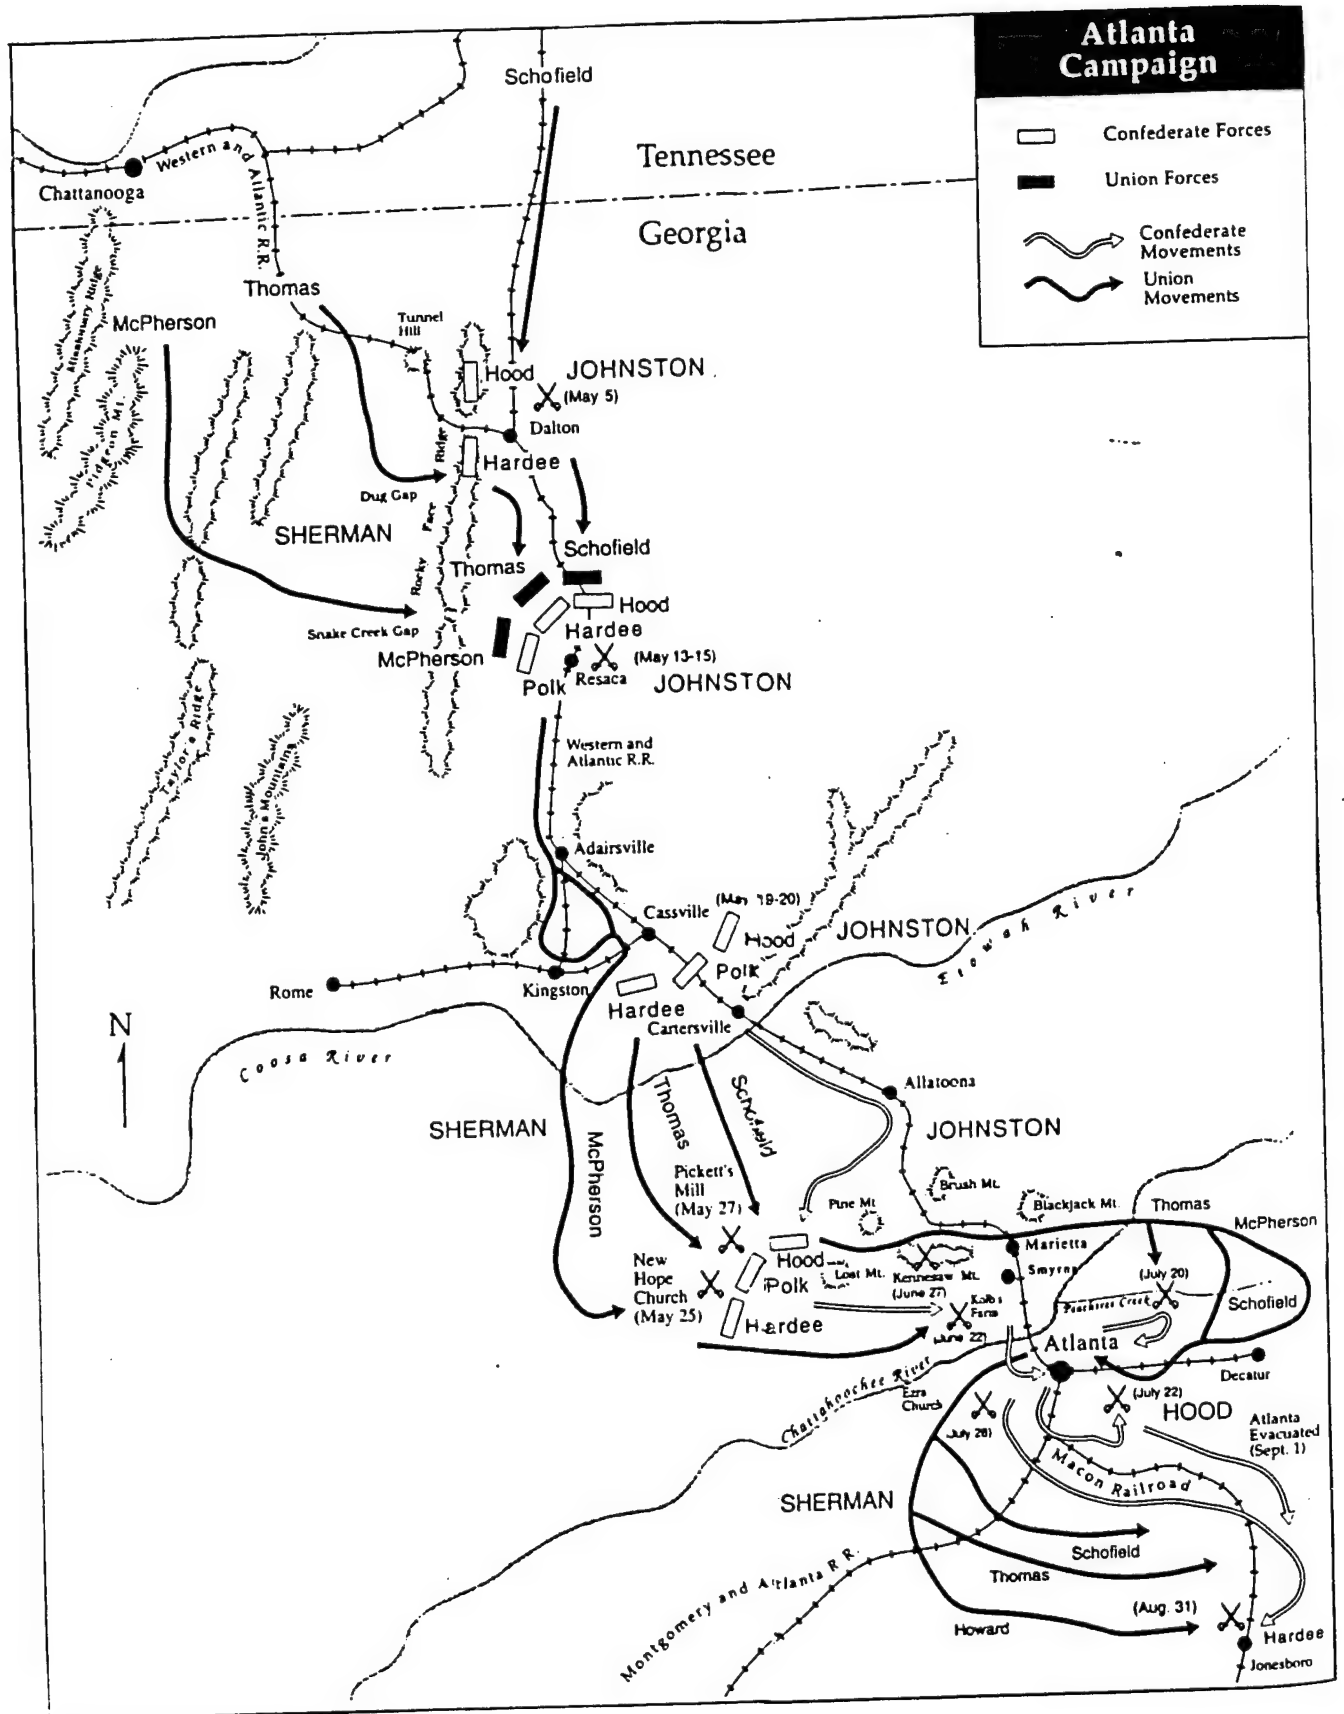 Atlanta
Campaign
Confederate Forces
Union Forces
Confederate
Movements
Union
Movements
Schofield
Tennessee
Georgia
Chattanooga
Western and Atlantic R.R.
Thomas
McPherson
Tunnel
Hill
Pidgeon Mt.
Hood
JOHNSTON
(May 5)
Dalton
Hardee
Dug Gap
Rocky Face Ridge
SHERMAN
Schofield
Thomas
Hood
Hardee
Snake Creek Gap
McPherson
(May 13-15)
Resaca
Polk
JOHNSTON
Taylor's Ridge
John's Mountains
Western and
Atlantic R.R.
Adairsville
Cassville
(May 19-20)
Hood
JOHNSTON
Etowah River
Polk
Rome
Kingston
Hardee
Cartersville
N
Coosa River
Allatoona
SHERMAN
McPherson
Thomas
Schofield
JOHNSTON
Pickett's
Mill
(May 27)
Pine Mt.
Brush Mt.
Blackjack Mt.
Thomas
McPherson
Marietta
New
Hope
Church
(May 25)
Hood
Polk
Hardee
Lost Mt.
Kennesaw Mt.
(June 27)
Smyrna
Kolb's
Farm
(June 22)
(July 20)
Peachtree Creek
Schofield
Atlanta
Decatur
Chattahoochee River
Ezra
Church
(July 28)
(July 22)
HOOD
Atlanta
Evacuated
(Sept. 1)
Macon Railroad
SHERMAN
Schofield
Thomas
Montgomery and Atlanta R.R.
Howard
(Aug. 31)
Hardee
Jonesboro